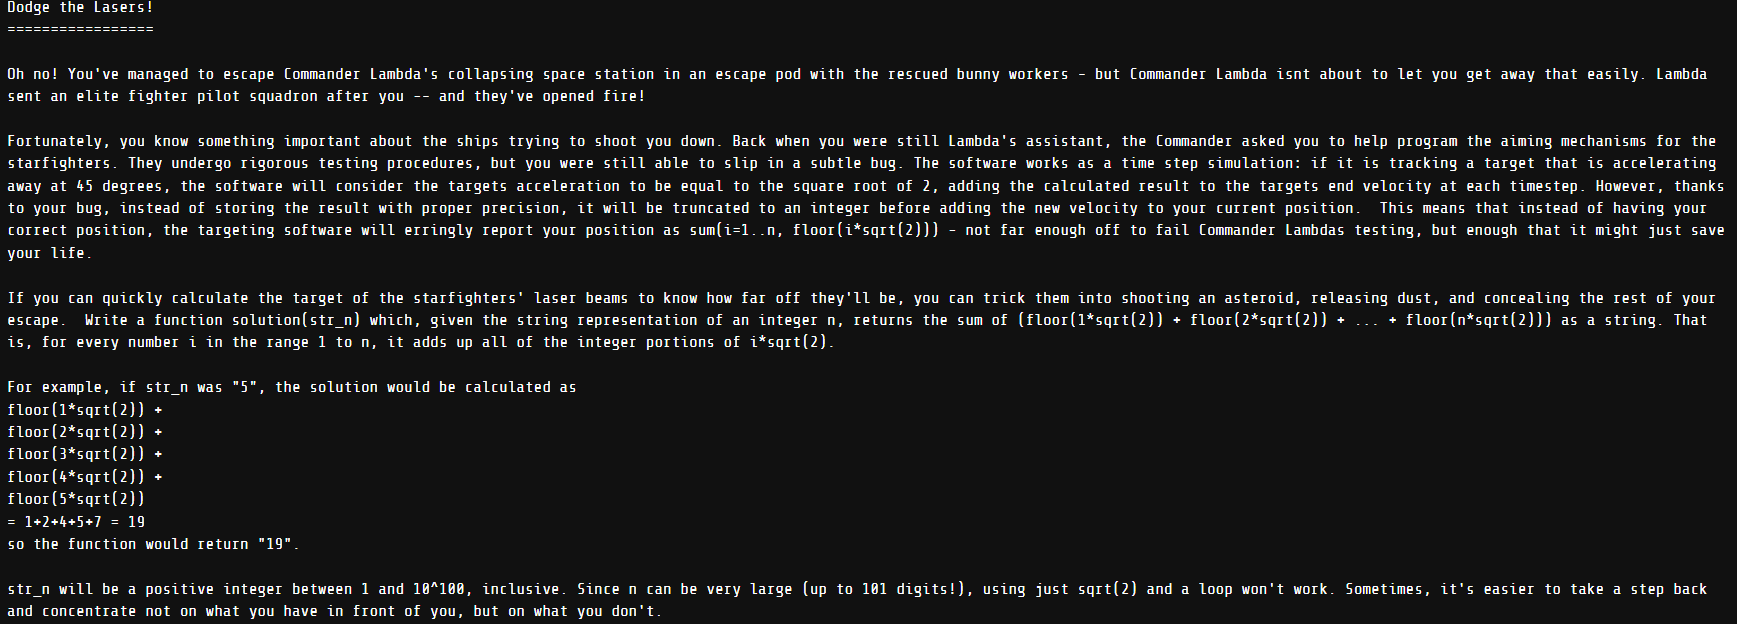 Dodge the Lasers!
=================
Oh no! You've managed to escape Commander Lambda's collapsing space station in an escape pod with the rescued bunny workers - but Commander Lambda isnt about to let you get away that easily. Lambda
sent an elite fighter pilot squadron after you -- and they've opened fire!
Fortunately, you know something important about the ships trying to shoot you down. Back when you were still Lambda's assistant, the Commander asked you to help program the aiming mechanisms for the
starfighters. They undergo rigorous testing procedures, but you were still able to slip in a subtle bug. The software works as a time step simulation: if it is tracking a target that is accelerating
away at 45 degrees, the software will consider the targets acceleration to be equal to the square root of 2, adding the calculated result to the targets end velocity at each timestep. However, thanks
to your bug, instead of storing the result with proper precision, it will be truncated to an integer before adding the new velocity to your current position.  This means that instead of having your
correct position, the targeting software will erringly report your position as sum(i=1..n, floor(i*sqrt(2))) - not far enough off to fail Commander Lambdas testing, but enough that it might just save
your life.
If you can quickly calculate the target of the starfighters' laser beams to know how far off they'll be, you can trick them into shooting an asteroid, releasing dust, and concealing the rest of your
escape.  Write a function solution(str_n) which, given the string representation of an integer n, returns the sum of (floor(1*sqrt(2)) + floor(2*sqrt(2)) + ... + floor(n*sqrt(2))) as a string. That
is, for every number i in the range 1 to n, it adds up all of the integer portions of i*sqrt(2).
For example, if str_n was "5", the solution would be calculated as
floor(1*sqrt(2)) +
floor(2*sqrt(2)) +
floor(3*sqrt(2)) +
floor(4*sqrt(2)) +
floor(5*sqrt(2))
= 1+2+4+5+7 = 19
so the function would return "19".
str_n will be a positive integer between 1 and 10^100, inclusive. Since n can be very large (up to 101 digits!), using just sqrt(2) and a loop won't work. Sometimes, it's easier to take a step back
and concentrate not on what you have in front of you, but on what you don't.